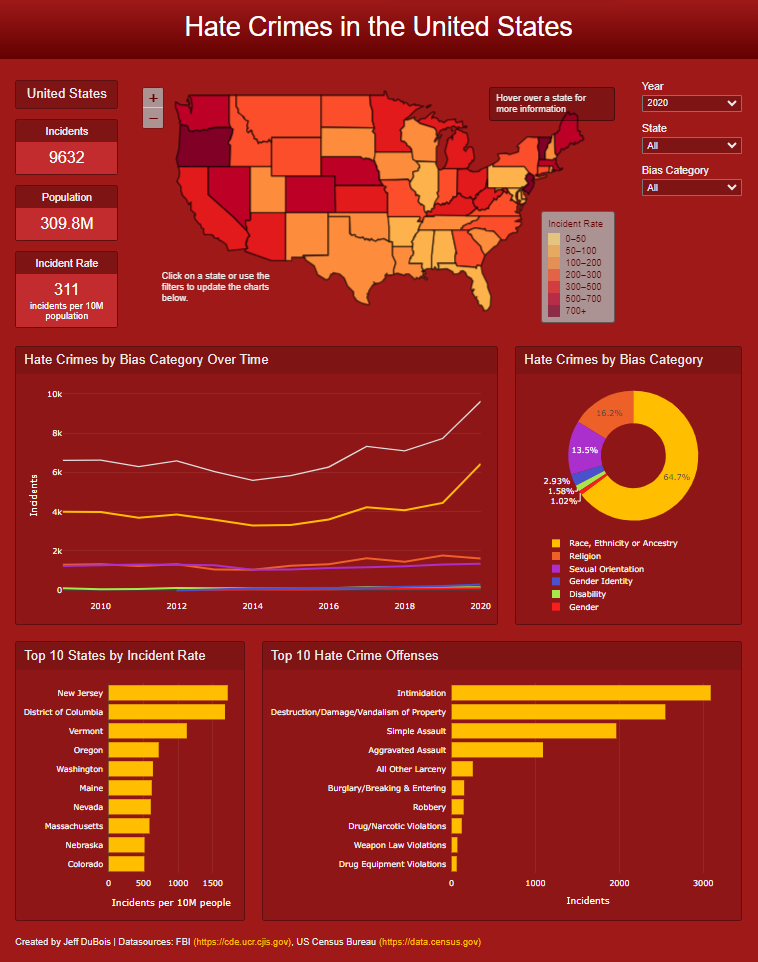 Hate Crimes in the United States
United States
Incidents
9632
Population
309.8M
Incident Rate
311
incidents per 10M
population
+
−
Hover over a state for
more information
Click on a state or use the
filters to update the charts
below.
Incident Rate
0–50
50–100
100–200
200–300
300–500
500–700
700+
Year
2020
State
All
Bias Category
All
Hate Crimes by Bias Category Over Time
Incidents
10k
8k
6k
4k
2k
0
2010
2012
2014
2016
2018
2020
Hate Crimes by Bias Category
16.2%
13.5%
2.93%
1.58%
1.02%
64.7%
Race, Ethnicity or Ancestry
Religion
Sexual Orientation
Gender Identity
Disability
Gender
Top 10 States by Incident Rate
New Jersey
District of Columbia
Vermont
Oregon
Washington
Maine
Nevada
Massachusetts
Nebraska
Colorado
0
500
1000
1500
Incidents per 10M people
Top 10 Hate Crime Offenses
Intimidation
Destruction/Damage/Vandalism of Property
Simple Assault
Aggravated Assault
All Other Larceny
Burglary/Breaking & Entering
Robbery
Drug/Narcotic Violations
Weapon Law Violations
Drug Equipment Violations
0
1000
2000
3000
Incidents
Created by Jeff DuBois | Datasources: FBI (https://cde.ucr.cjis.gov), US Census Bureau (https://data.census.gov)